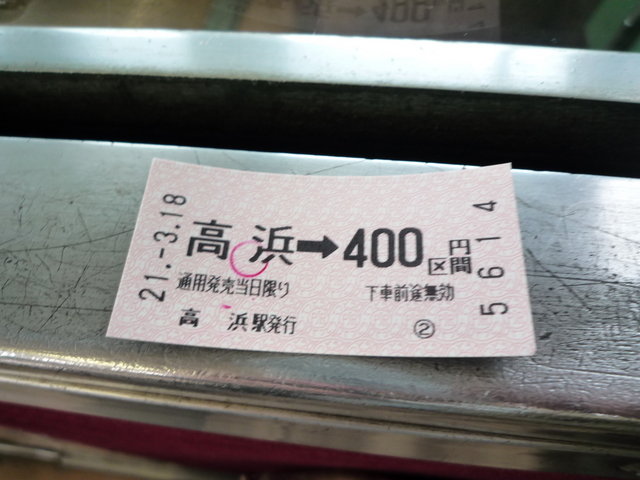 21.-3.18
高浜➡400円区間
通用発売当日限り 下車前途無効
高浜駅発行 ②
5614